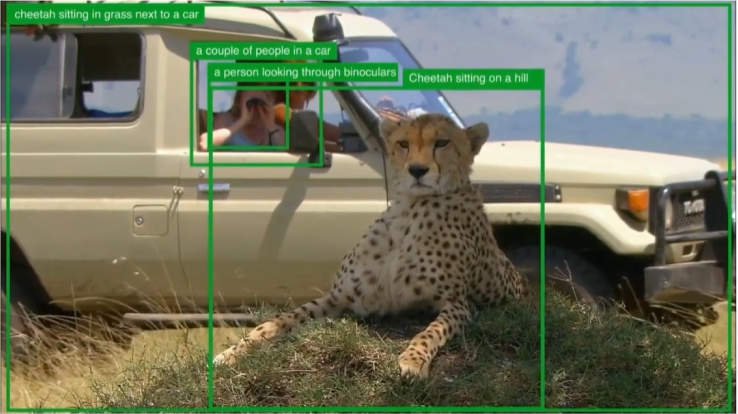 cheetah sitting in grass next to a car
a couple of people in a car
a person looking through binoculars
Cheetah sitting on a hill